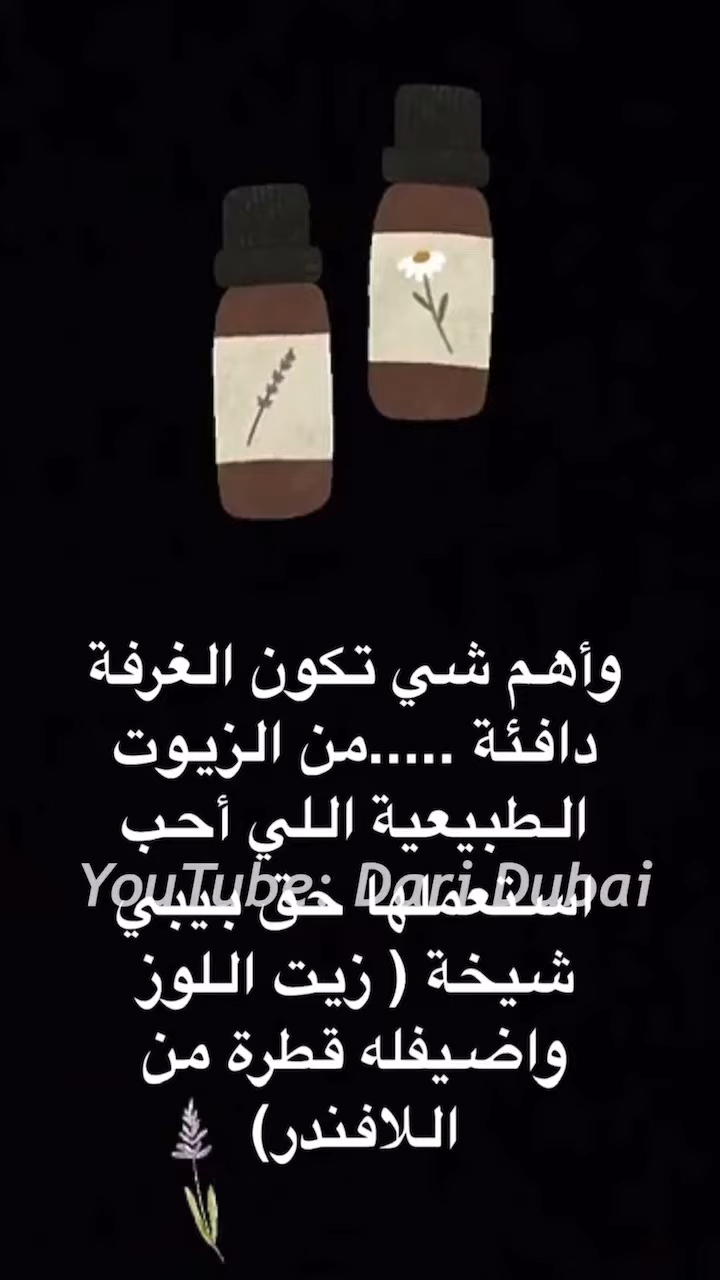 وأهم شي تكون الغرفة
دافئة .....من الزيوت
الطبيعية اللي أحب
استعملها حق بيبي
YouTube: Dari Dubai
شيخة ( زيت اللوز
واضيفله قطرة من
اللافندر)